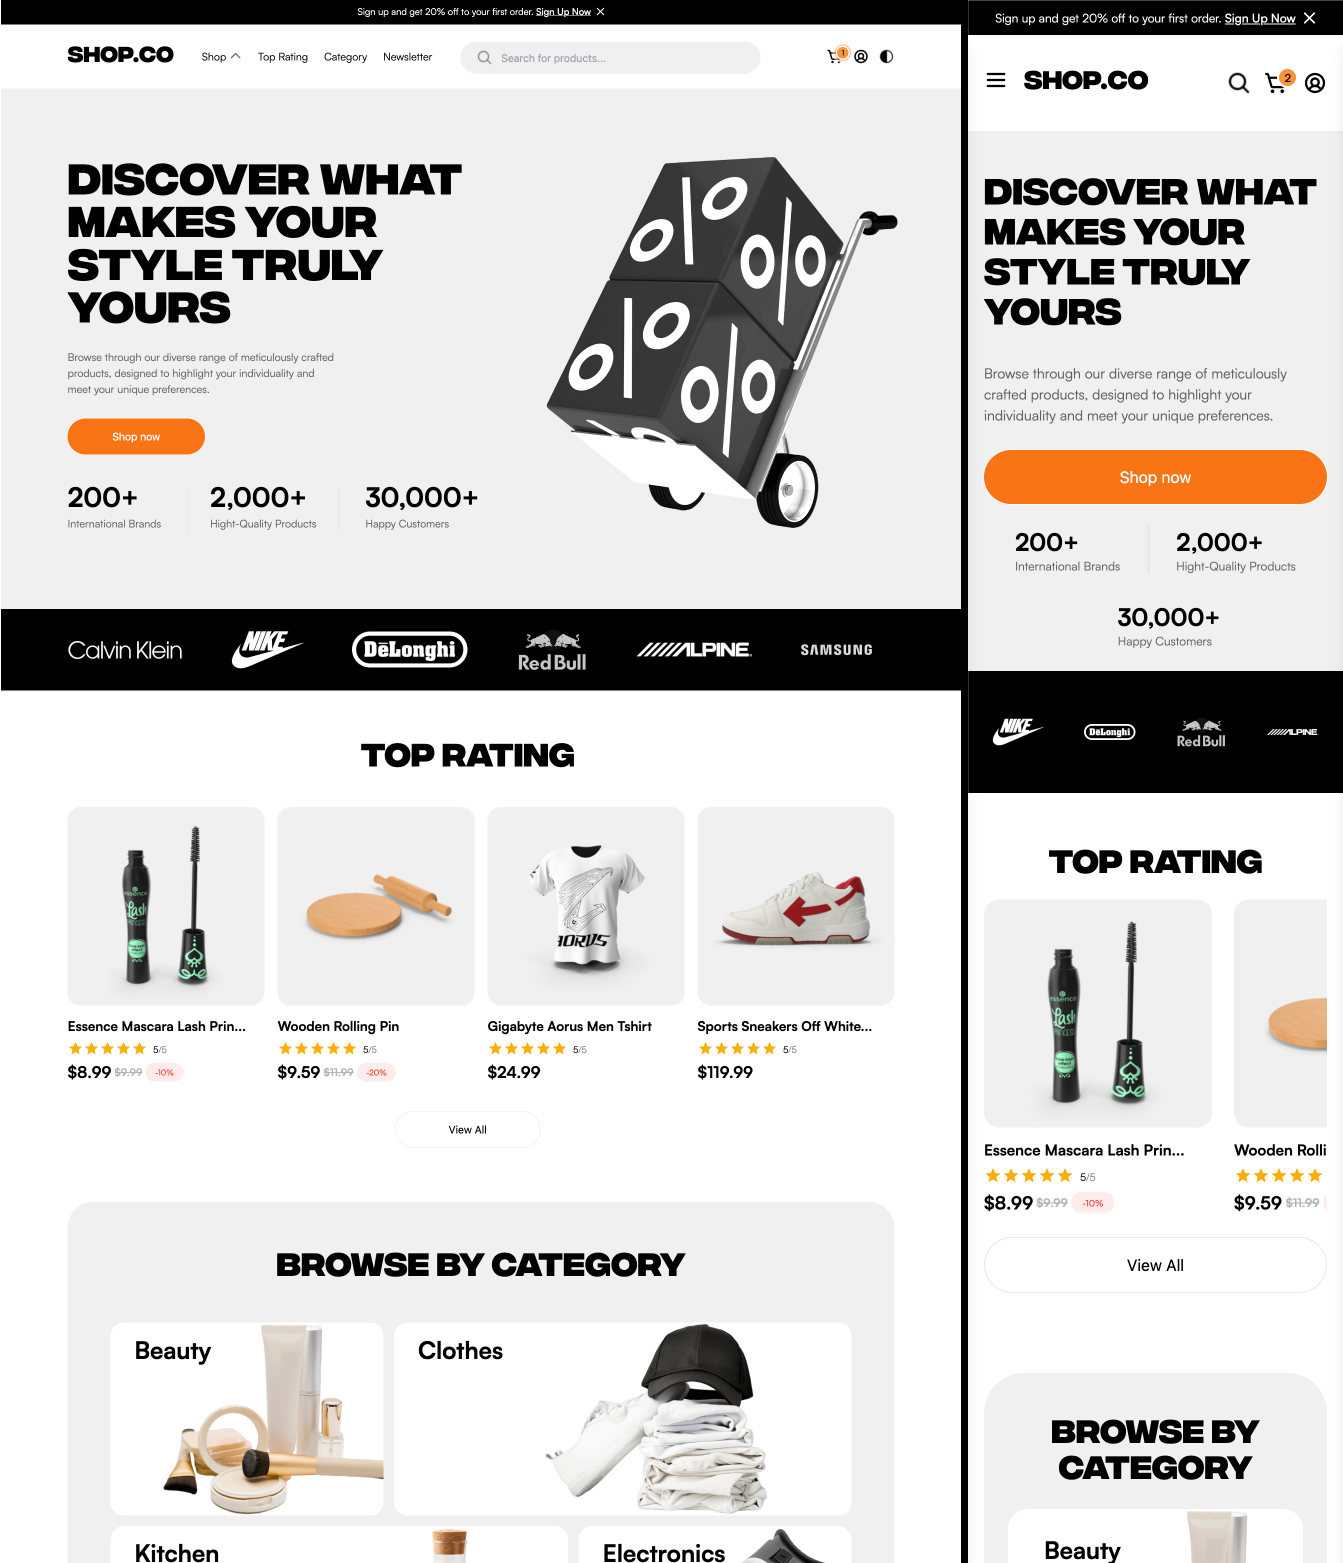 Sign up and get 20% off to your first order. Sign Up Now
SHOP.CO
Shop
Top Rating
Category
Newsletter
Search for products...
1
DISCOVER WHAT
MAKES YOUR
STYLE TRULY
YOURS
Browse through our diverse range of meticulously crafted
products, designed to highlight your individuality and
meet your unique preferences.
Shop now
200+
International Brands
2,000+
Hight-Quality Products
30,000+
Happy Customers
%
%
%
%
Calvin Klein
NIKE
DēLonghi
Red Bull
ALPINE
SAMSUNG
TOP RATING
essence
Lash
PRINCESS
AORUS
Essence Mascara Lash Prin...
5/5
$8.99 $9.99 -10%
Wooden Rolling Pin
5/5
$9.59 $11.99 -20%
Gigabyte Aorus Men Tshirt
5/5
$24.99
Sports Sneakers Off White...
5/5
$119.99
View All
BROWSE BY CATEGORY
Beauty
Clothes
Kitchen
Electronics
Sign up and get 20% off to your first order. Sign Up Now
SHOP.CO
2
DISCOVER WHAT
MAKES YOUR
STYLE TRULY
YOURS
Browse through our diverse range of meticulously
crafted products, designed to highlight your
individuality and meet your unique preferences.
Shop now
200+
International Brands
2,000+
Hight-Quality Products
30,000+
Happy Customers
NIKE
DēLonghi
Red Bull
ALPINE
TOP RATING
essence
Lash
PRINCESS
Essence Mascara Lash Prin...
5/5
$8.99 $9.99 -10%
Wooden Rolli
$9.59 $11.99
View All
BROWSE BY
CATEGORY
Beauty